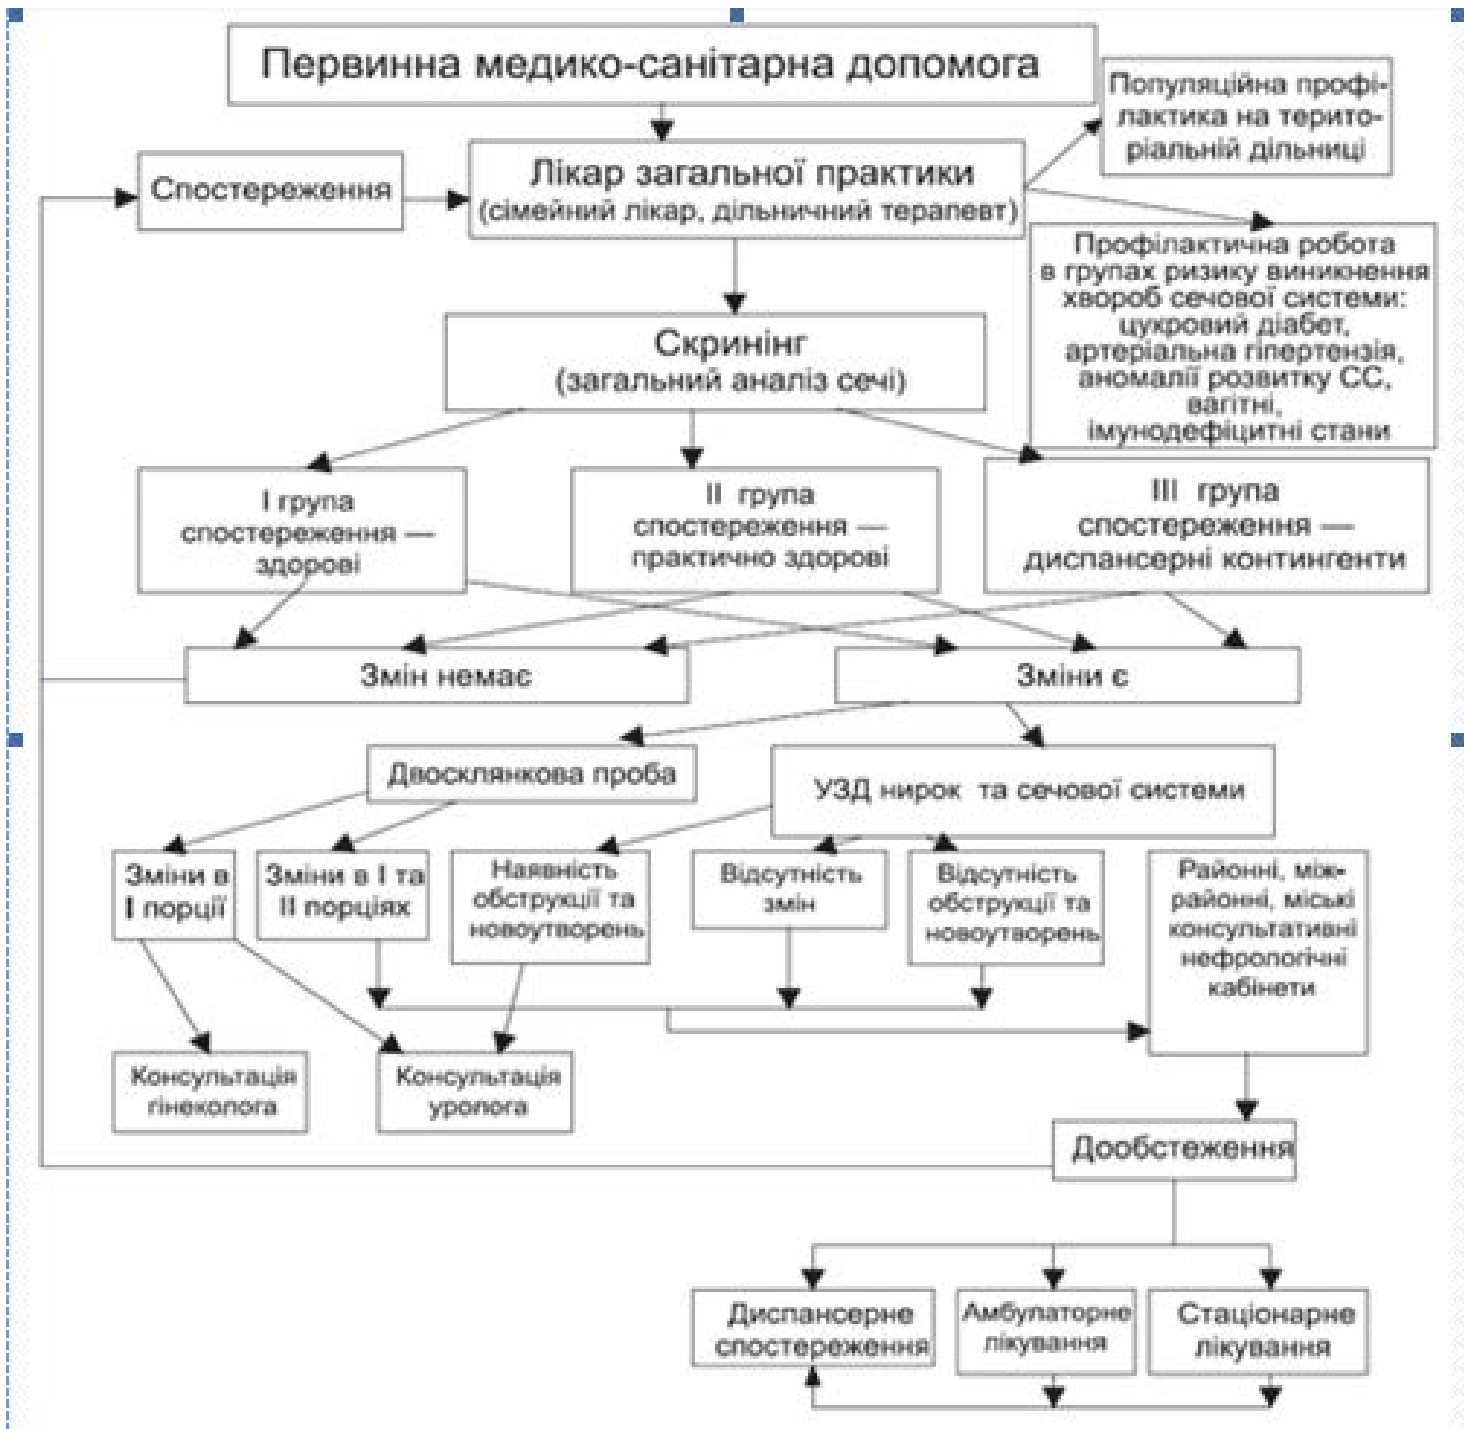 Первинна медико-санітарна допомога
Популяційна профі-
лактика на терито-
ріальній дільниці
Спостереження
Лікар загальної практики
(сімейний лікар, дільничний терапевт)
Профілактична робота
в групах ризику виникнення
хвороб сечової системи:
цукровий діабет,
артеріальна гіпертензія,
аномалії розвитку СС,
вагітні,
імунодефіцитні стани
Скринінг
(загальний аналіз сечі)
І група
спостереження —
здорові
ІІ група
спостереження —
практично здорові
ІІІ група
спостереження —
диспансерні контингенти
Змін немає
Зміни є
Двосклянкова проба
УЗД нирок та сечової системи
Зміни в
І порції
Зміни в І та
ІІ порціях
Наявність
обструкції та
новоутворень
Відсутність
змін
Відсутність
обструкції та
новоутворень
Районні, між-
районні, міські
консультативні
нефрологічні
кабінети
Консультація
гінеколога
Консультація
уролога
Дообстеження
Диспансерне
спостереження
Амбулаторне
лікування
Стаціонарне
лікування